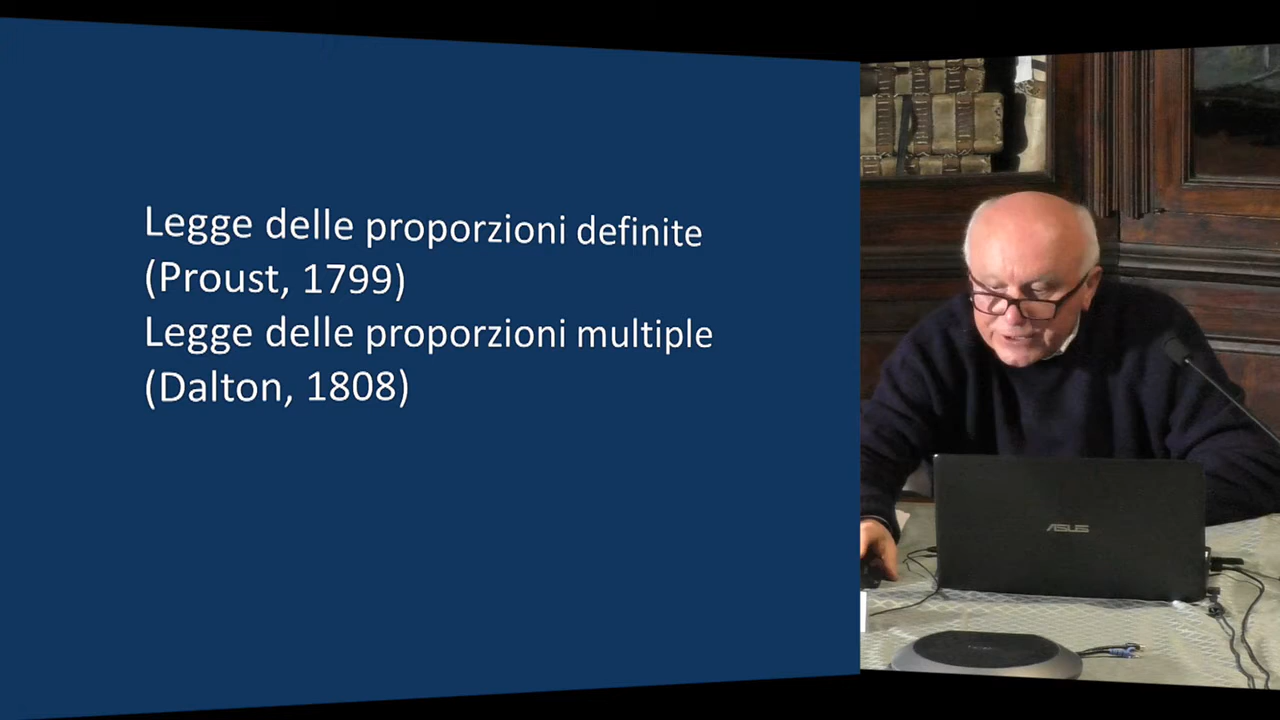 Legge delle proporzioni definite
(Proust, 1799)
Legge delle proporzioni multiple
(Dalton, 1808)
ASUS